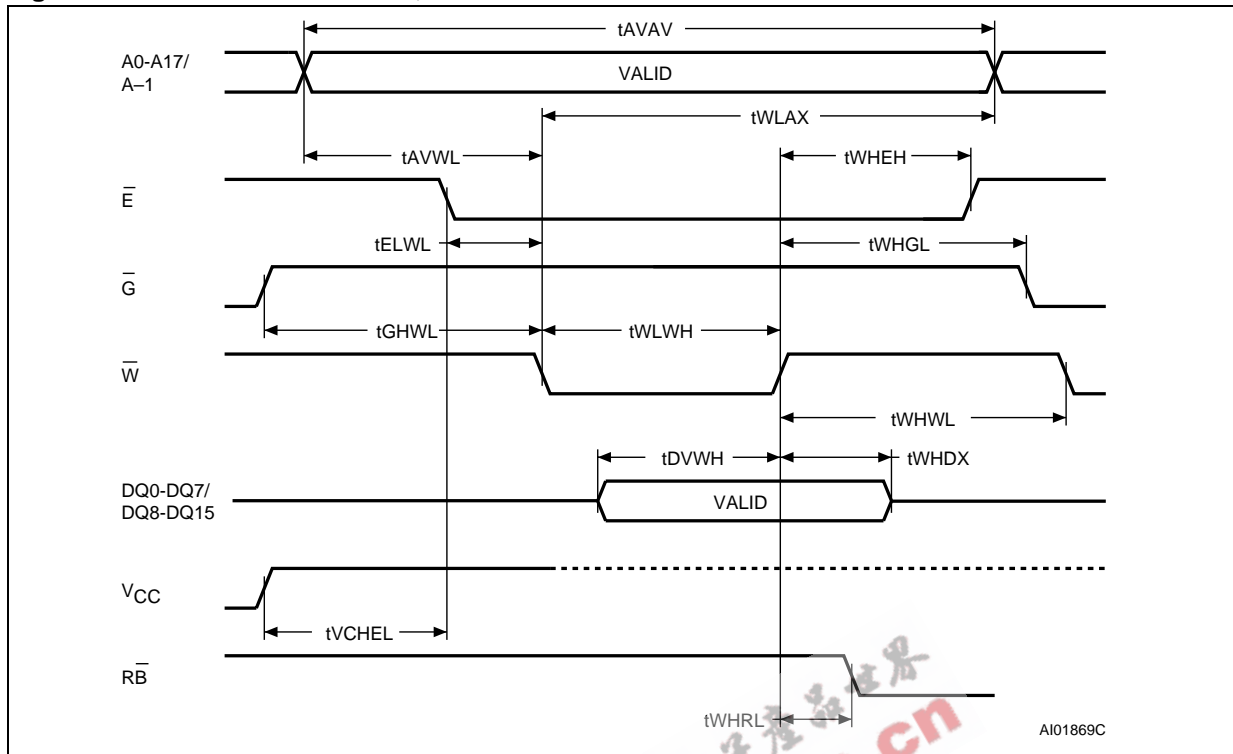 tAVAV
A0-A17/
A–1
VALID
tWLAX
tAVWL
tWHEH
E̅
tELWL
tWHGL
G̅
tGHWL
tWLWH
W̅
tWHWL
tDVWH
tWHDX
DQ0-DQ7/
DQ8-DQ15
VALID
VCC
tVCHEL
RB̅
tWHRL
AI01869C